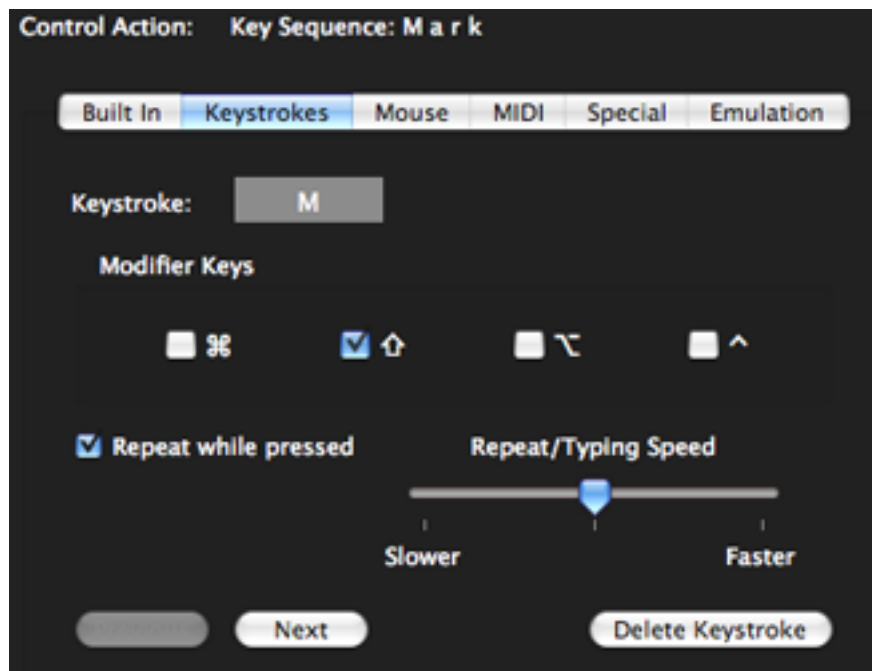 Control Action: Key Sequence: M a r k
Built In Keystrokes Mouse MIDI Special Emulation
Keystroke: M
Modifier Keys
⌘ ⇧ ⌥ ^
Repeat while pressed Repeat/Typing Speed
Slower Faster
Next Delete Keystroke